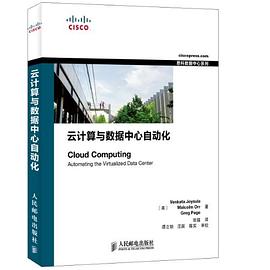 CISCO
ciscopress.com
思科数据中心系列
云计算与数据中心自动化
Cloud Computing
Automating the Virtualized Data Center
Venkata Josyula
[美] Malcolm Orr 著
Greg Page
张猛 译
人民邮电出版社
云计算与数据中心自动化
人民邮电出版社